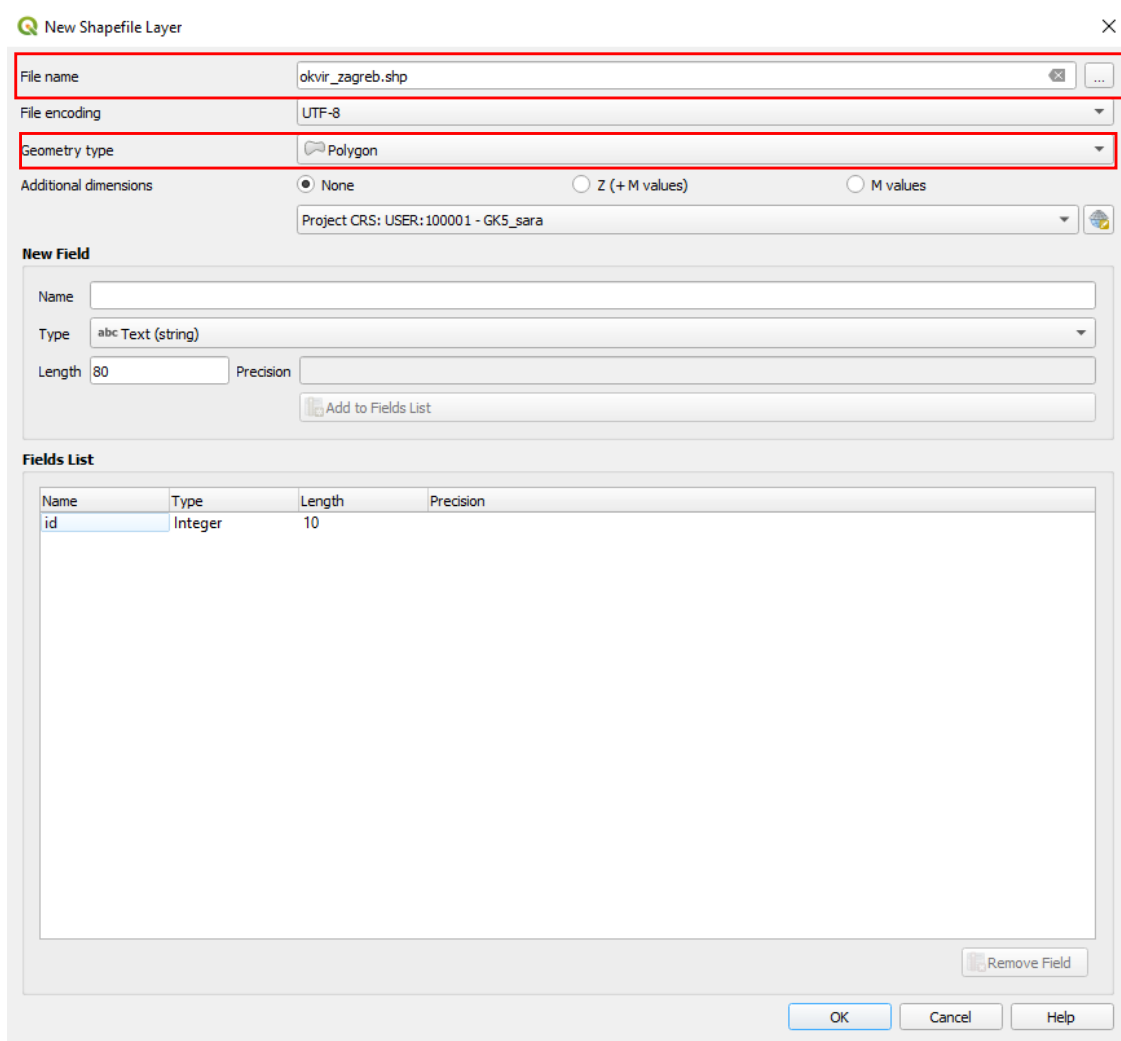 New Shapefile Layer
File name okvir_zagreb.shp ...
File encoding UTF-8
Geometry type Polygon
Additional dimensions None Z (+ M values) M values
Project CRS: USER:100001 - GK5_sara
New Field
Name
Type abc Text (string)
Length 80 Precision
Add to Fields List
Fields List
Name Type Length Precision
id Integer 10
Remove Field
OK Cancel Help